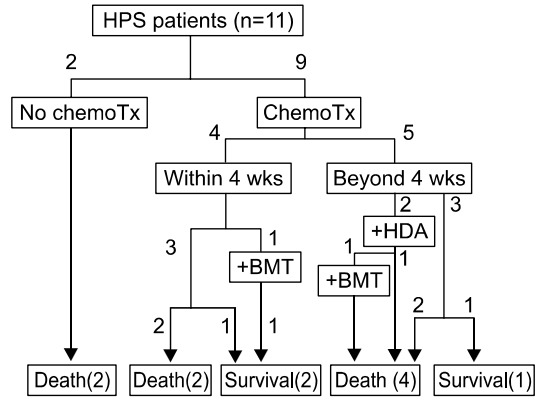 HPS patients (n=11)
2
9
No chemoTx
ChemoTx
4
5
Within 4 wks
Beyond 4 wks
2
3
+HDA
3
1
+BMT
1
1
+BMT
2
1
1
2
1
Death(2)
Death(2)
Survival(2)
Death (4)
Survival(1)